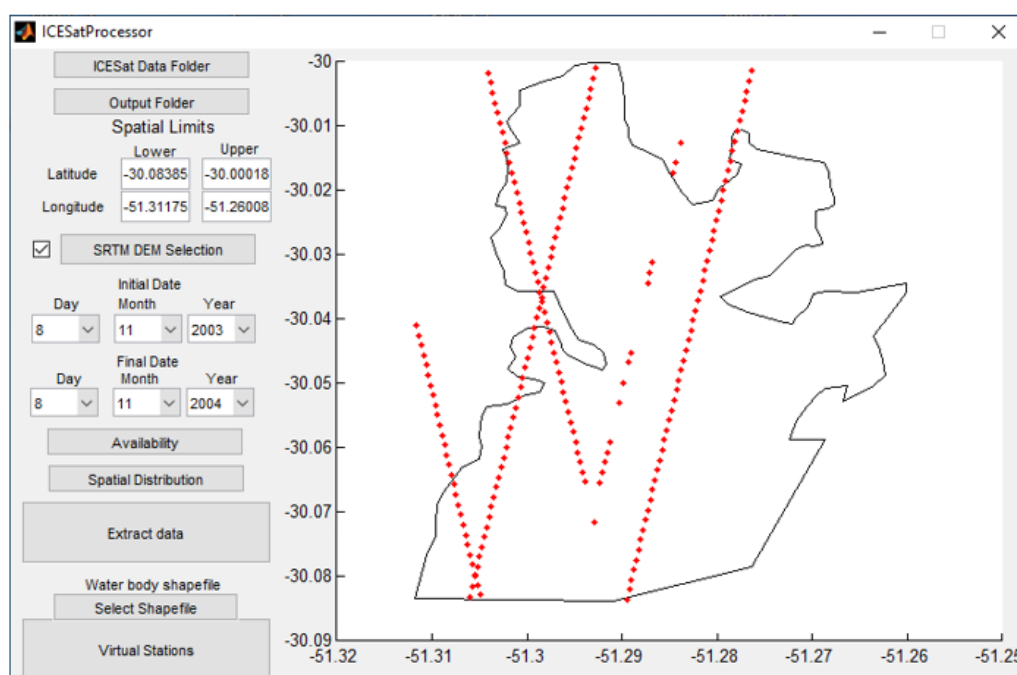 ICESatProcessor
ICESat Data Folder
Output Folder
Spatial Limits
Lower Upper
Latitude -30.08385 -30.00018
Longitude -51.31175 -51.26008
SRTM DEM Selection
Initial Date
Day Month Year
8 11 2003
Final Date
Day Month Year
8 11 2004
Availability
Spatial Distribution
Extract data
Water body shapefile
Select Shapefile
Virtual Stations
-30
-30.01
-30.02
-30.03
-30.04
-30.05
-30.06
-30.07
-30.08
-30.09
-51.32 -51.31 -51.3 -51.29 -51.28 -51.27 -51.26 -51.25